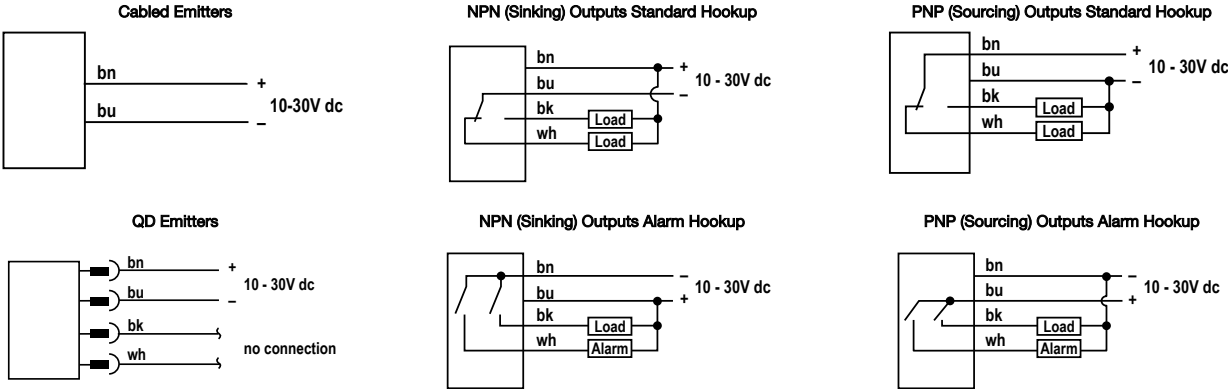 Cabled Emitters
bn
+
bu
10-30V dc
–
NPN (Sinking) Outputs Standard Hookup
bn
+
bu
10 - 30V dc
–
bk
Load
wh
Load
PNP (Sourcing) Outputs Standard Hookup
bn
+
bu
10 - 30V dc
–
bk
Load
wh
Load
QD Emitters
bn
+
10 - 30V dc
bu
–
bk
no connection
wh
NPN (Sinking) Outputs Alarm Hookup
bn
–
10 - 30V dc
bu
+
bk
Load
wh
Alarm
PNP (Sourcing) Outputs Alarm Hookup
bn
–
10 - 30V dc
bu
+
bk
Load
wh
Alarm